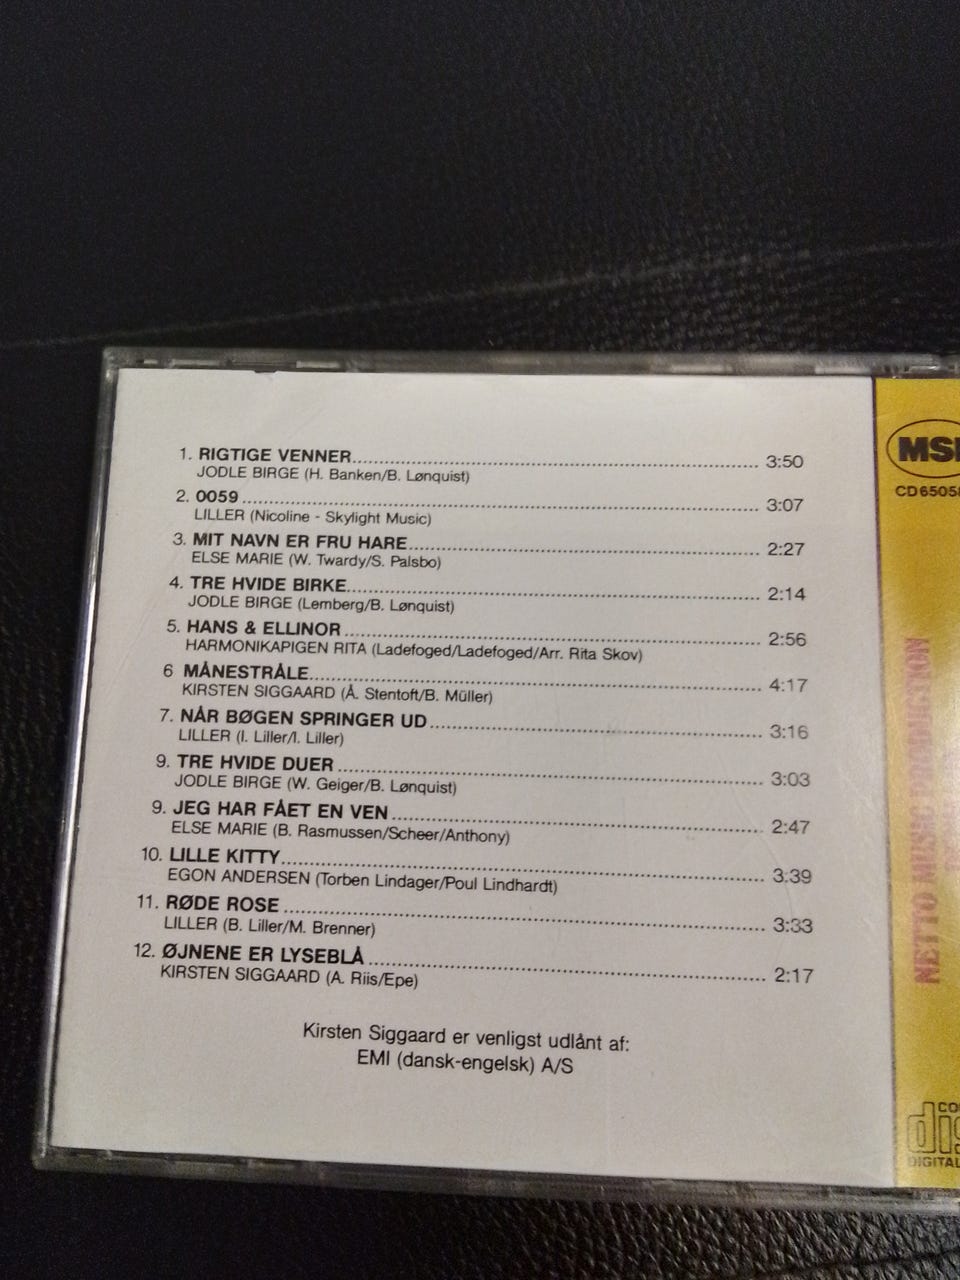 1. RIGTIGE VENNER 3:50
JODLE BIRGE (H. Banken/B. Lønquist)
2. 0059 3:07
LILLER (Nicoline - Skylight Music)
3. MIT NAVN ER FRU HARE 2:27
ELSE MARIE (W. Twardy/S. Palsbo)
4. TRE HVIDE BIRKE 2:14
JODLE BIRGE (Lemberg/B. Lønquist)
5. HANS & ELLINOR 2:56
HARMONIKAPIGEN RITA (Ladefoged/Ladefoged/Arr. Rita Skov)
6 MÅNESTRÅLE 4:17
KIRSTEN SIGGAARD (Å. Stentoft/B. Müller)
7. NÅR BØGEN SPRINGER UD 3:16
LILLER (I. Liller/I. Liller)
9. TRE HVIDE DUER 3:03
JODLE BIRGE (W. Geiger/B. Lønquist)
9. JEG HAR FÅET EN VEN 2:47
ELSE MARIE (B. Rasmussen/Scheer/Anthony)
10. LILLE KITTY 3:39
EGON ANDERSEN (Torben Lindager/Poul Lindhardt)
11. RØDE ROSE 3:33
LILLER (B. Liller/M. Brenner)
12. ØJNENE ER LYSEBLÅ 2:17
KIRSTEN SIGGAARD (A. Riis/Epe)
Kirsten Siggaard er venligst udlånt af:
EMI (dansk-engelsk) A/S
CD65058
NETTO MUSIC PRODUCTION
DIGITAL